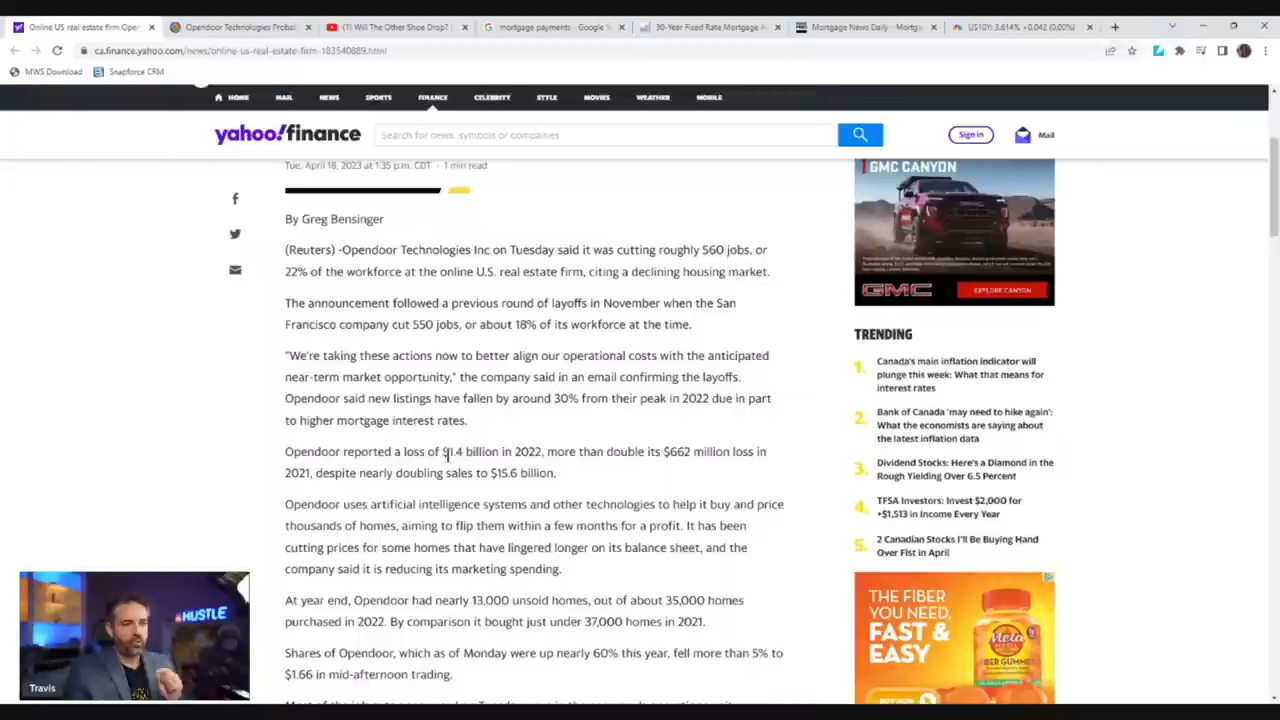 Online US real estate firm Oper
Opendoor Technologies Probal
(1) Will The Other Shoe Drop?
mortgage payments - Google S
30-Year Fixed Rate Mortgage A
Mortgage News Daily - Mortg
US10Y: 3.614% +0.042 (0.00%)
ca.finance.yahoo.com/news/online-us-real-estate-firm-183540889.html
MWS Download
Snapforce CRM
HOME
MAIL
NEWS
SPORTS
FINANCE
CELEBRITY
STYLE
MOVIES
WEATHER
MOBILE
yahoo!finance
Search for news, symbols or companies
Sign in
Mail
Tue, April 18, 2023 at 1:35 p.m. CDT · 1 min read
By Greg Bensinger
(Reuters) -Opendoor Technologies Inc on Tuesday said it was cutting roughly 560 jobs, or
22% of the workforce at the online U.S. real estate firm, citing a declining housing market.
The announcement followed a previous round of layoffs in November when the San
Francisco company cut 550 jobs, or about 18% of its workforce at the time.
"We're taking these actions now to better align our operational costs with the anticipated
near-term market opportunity," the company said in an email confirming the layoffs.
Opendoor said new listings have fallen by around 30% from their peak in 2022 due in part
to higher mortgage interest rates.
Opendoor reported a loss of $1.4 billion in 2022, more than double its $662 million loss in
2021, despite nearly doubling sales to $15.6 billion.
Opendoor uses artificial intelligence systems and other technologies to help it buy and price
thousands of homes, aiming to flip them within a few months for a profit. It has been
cutting prices for some homes that have lingered longer on its balance sheet, and the
company said it is reducing its marketing spending.
At year end, Opendoor had nearly 13,000 unsold homes, out of about 35,000 homes
purchased in 2022. By comparison it bought just under 37,000 homes in 2021.
Shares of Opendoor, which as of Monday were up nearly 60% this year, fell more than 5% to
$1.66 in mid-afternoon trading.
GMC CANYON
GMC
EXPLORE CANYON
TRENDING
1. Canada's main inflation indicator will
plunge this week: What that means for
interest rates
2. Bank of Canada 'may need to hike again':
What the economists are saying about
the latest inflation data
3. Dividend Stocks: Here's a Diamond in the
Rough Yielding Over 6.5 Percent
4. TFSA Investors: Invest $2,000 for
+$1,513 in Income Every Year
5. 2 Canadian Stocks I'll Be Buying Hand
Over Fist in April
THE FIBER
YOU NEED,
FAST &
EASY
Meta
FIBER GUMMIES
HUSTLE
Travis